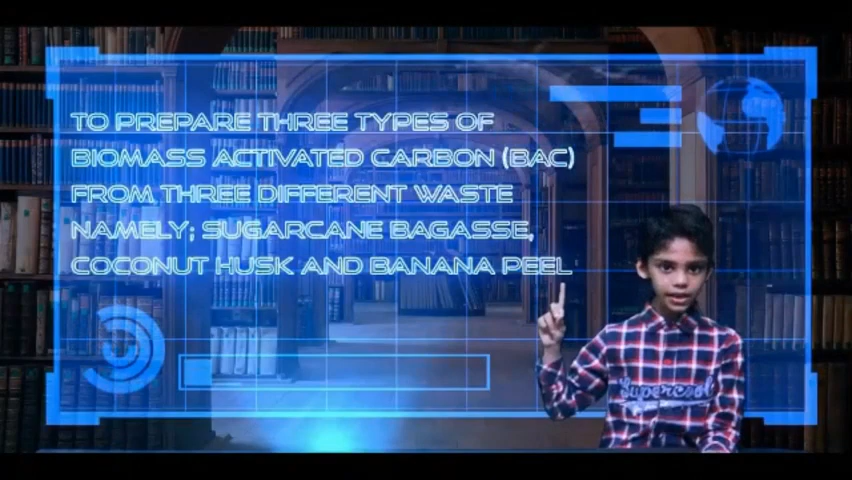 TO PREPARE THREE TYPES OF
BIOMASS ACTIVATED CARBON (BAC)
FROM THREE DIFFERENT WASTE
NAMELY; SUGARCANE BAGASSE,
COCONUT HUSK AND BANANA PEEL
Supercool